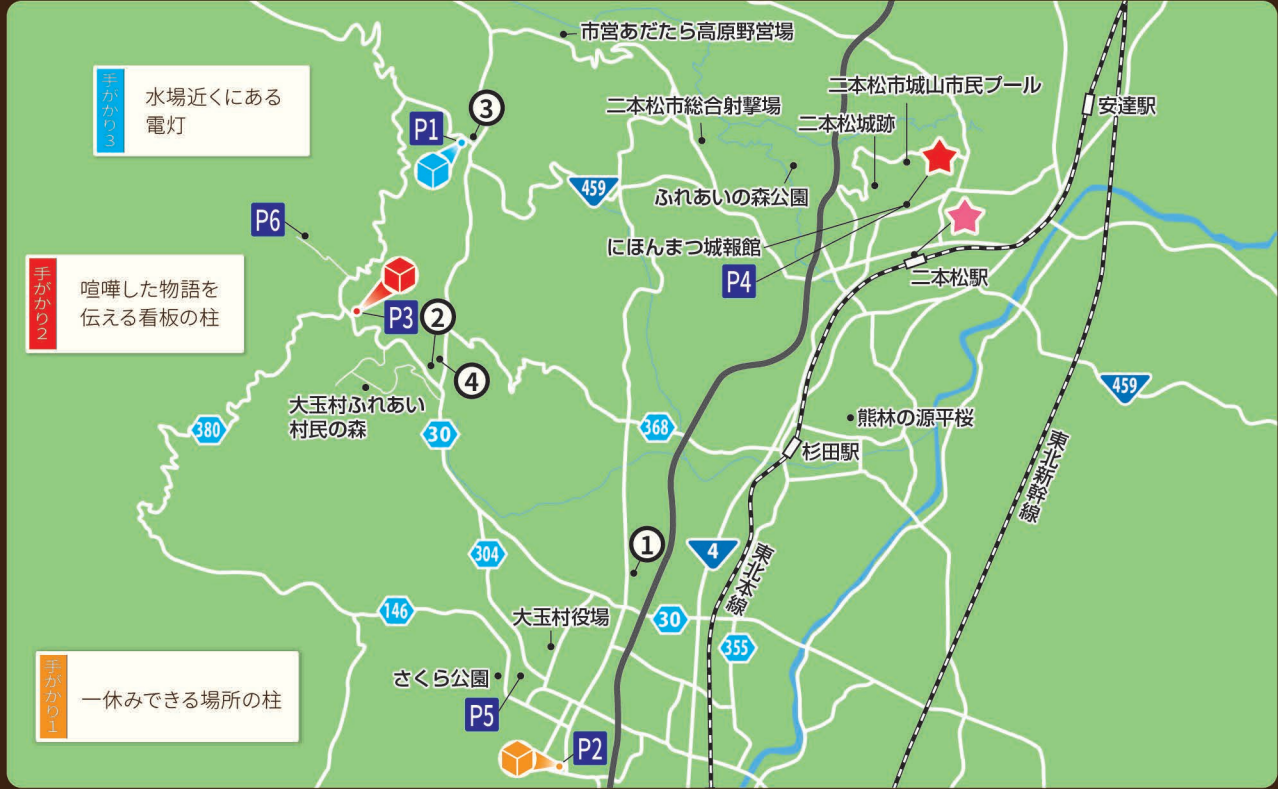 市営あだたら高原野営場
手がかり3
水場近くにある
電灯
二本松市城山市民プール
安達駅
二本松市総合射撃場
二本松城跡
3
P1
459
ふれあいの森公園
P6
にほんまつ城報館
P4
二本松駅
手がかり2
喧嘩した物語を
伝える看板の柱
P3
2
4
大玉村ふれあい
村民の森
380
30
368
459
熊林の源平桜
杉田駅
東北新幹線
1
4
304
東北本線
146
大玉村役場
30
355
手がかり1
一休みできる場所の柱
さくら公園
P5
P2